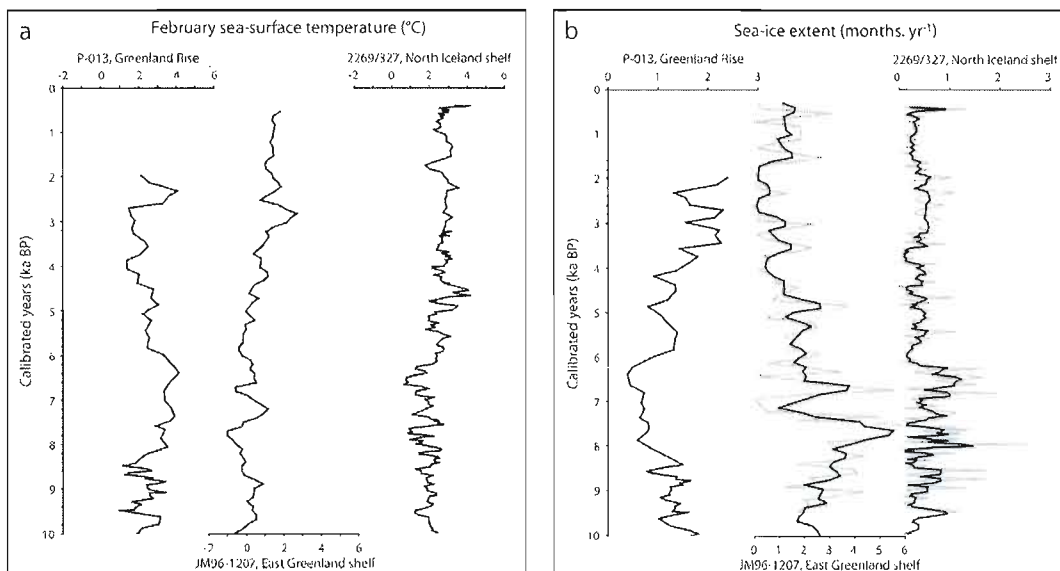 a
February sea-surface temperature (°C)
P-013, Greenland Rise
2269/327, North Iceland shelf
-2 0 2 4 6
-2 0 2 4 6
Calibrated years (ka BP)
0
1
2
3
4
5
6
7
8
9
10
-2 0 2 4 6
JM96-1207, East Greenland shelf
b
Sea-ice extent (months. yr-1)
P-013, Greenland Rise
2269/327, North Iceland shelf
0 1 2 3
0 1 2 3
Calibrated years (ka BP)
0
1
2
3
4
5
6
7
8
9
10
0 1 2 3 4 5 6
JM96-1207, East Greenland shelf